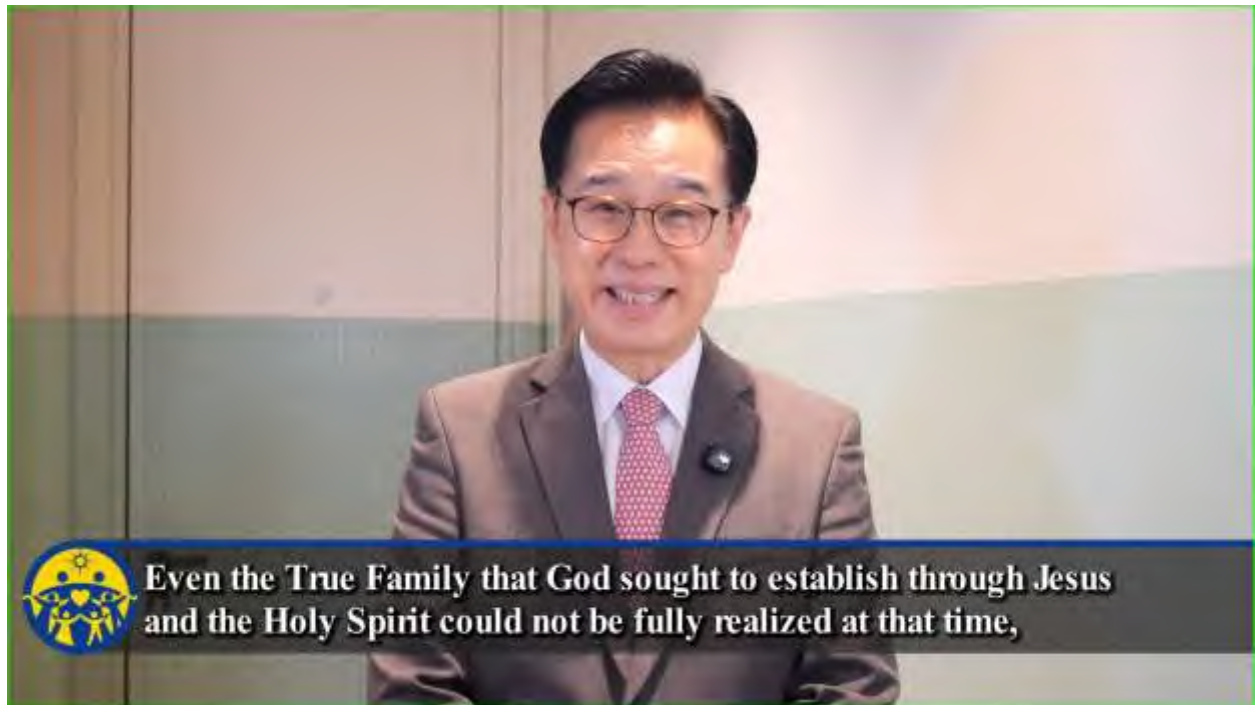 Even the True Family that God sought to establish through Jesus
and the Holy Spirit could not be fully realized at that time,